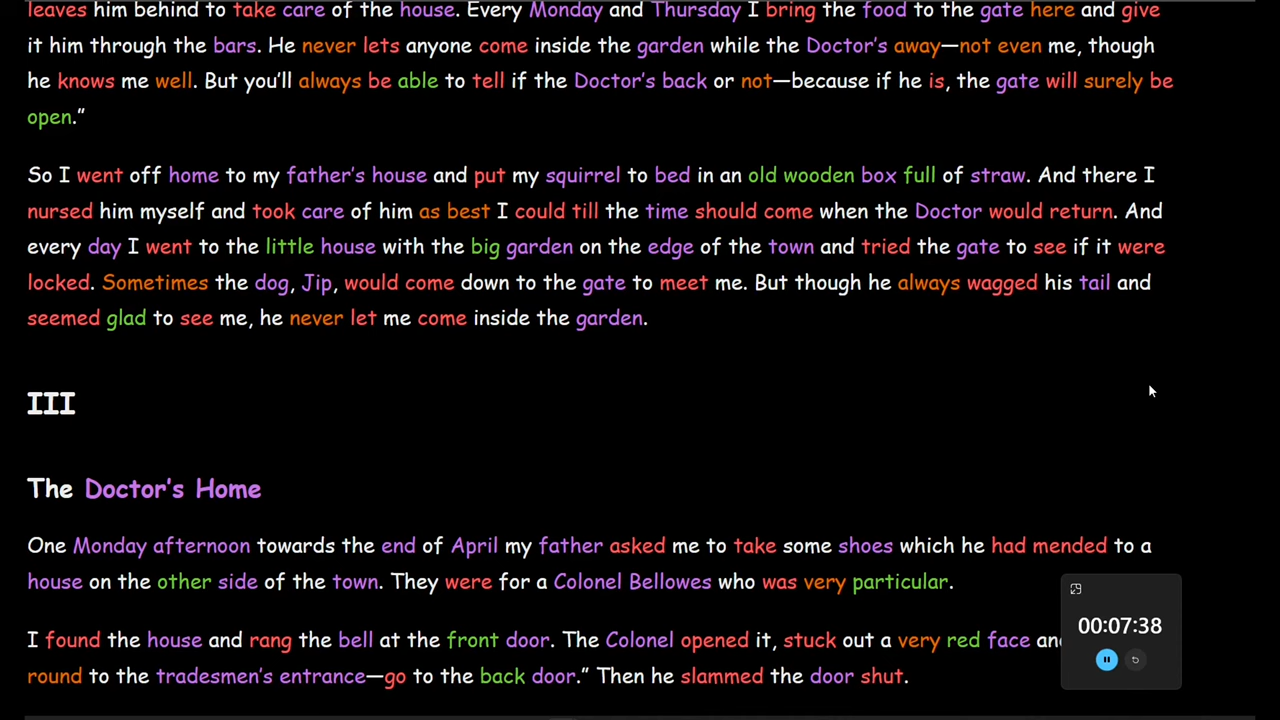 leaves him behind to take care of the house. Every Monday and Thursday I bring the food to the gate here and give
it him through the bars. He never lets anyone come inside the garden while the Doctor’s away—not even me, though
he knows me well. But you’ll always be able to tell if the Doctor’s back or not—because if he is, the gate will surely be
open.”
So I went off home to my father’s house and put my squirrel to bed in an old wooden box full of straw. And there I
nursed him myself and took care of him as best I could till the time should come when the Doctor would return. And
every day I went to the little house with the big garden on the edge of the town and tried the gate to see if it were
locked. Sometimes the dog, Jip, would come down to the gate to meet me. But though he always wagged his tail and
seemed glad to see me, he never let me come inside the garden.
III
The Doctor’s Home
One Monday afternoon towards the end of April my father asked me to take some shoes which he had mended to a
house on the other side of the town. They were for a Colonel Bellowes who was very particular.
I found the house and rang the bell at the front door. The Colonel opened it, stuck out a very red face and
round to the tradesmen’s entrance—go to the back door.” Then he slammed the door shut.
00:07:38